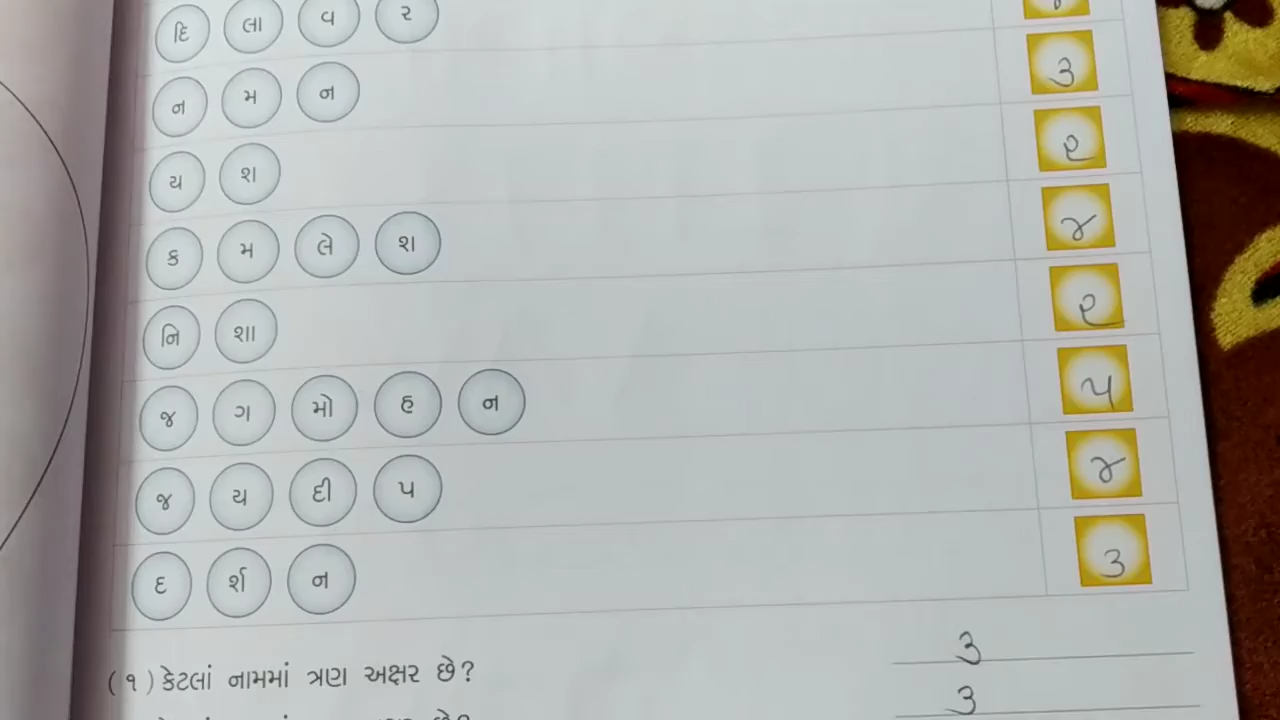 દિ લા વ ર
ન મ ન ૩
ય શ ૨
ક મ લે શ ૪
નિ શા ૨
જ ગ મો હ ન ૫
જ ય દી પ ૪
દ ર્શ ન ૩
(૧) કેટલાં નામમાં ત્રણ અક્ષર છે? ૩
૩